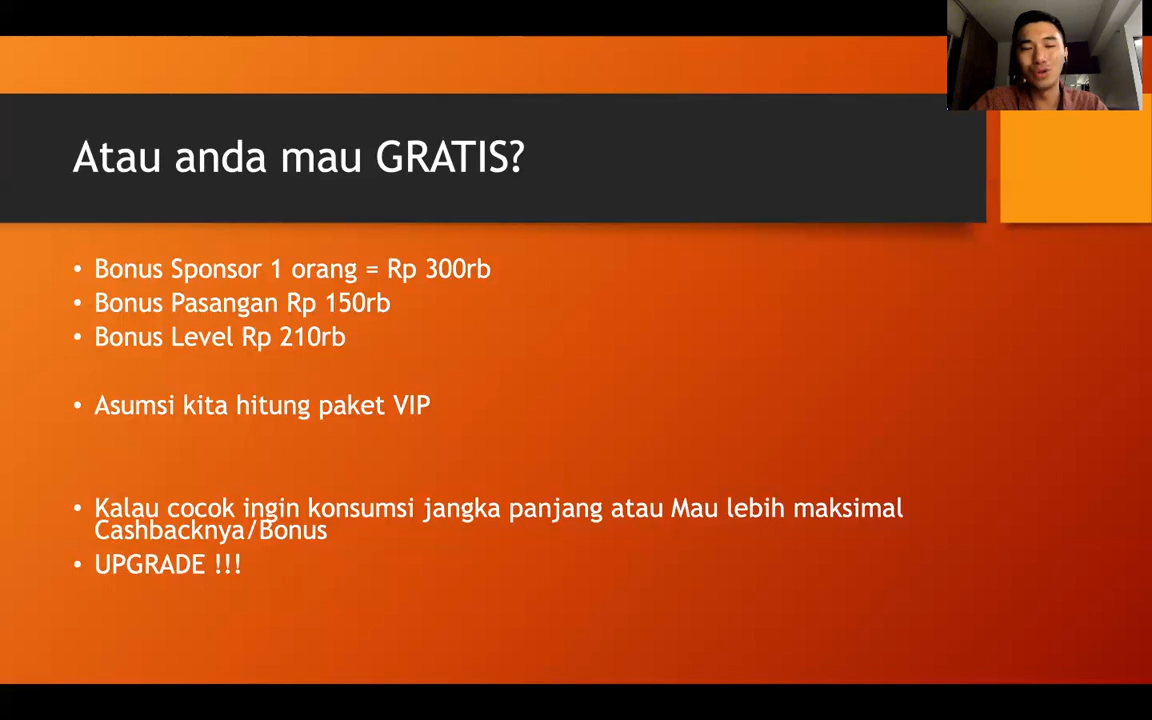 Atau anda mau GRATIS?
• Bonus Sponsor 1 orang = Rp 300rb
• Bonus Pasangan Rp 150rb
• Bonus Level Rp 210rb
• Asumsi kita hitung paket VIP
• Kalau cocok ingin konsumsi jangka panjang atau Mau lebih maksimal
Cashbacknya/Bonus
• UPGRADE !!!